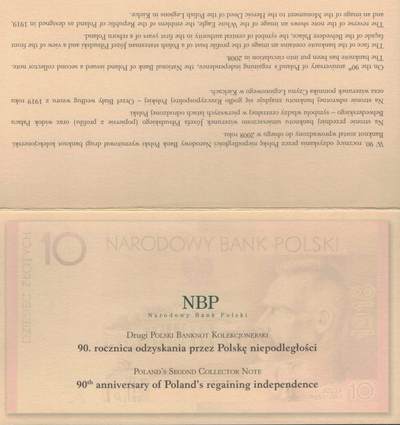 W 90. rocznicę odzyskania przez Polskę niepodległości Narodowy Bank Polski wyemitował drugi banknot kolekcjonerski.
Banknot został wprowadzony do obiegu w 2008 roku.
Na stronie przedniej banknotu umieszczono wizerunek Józefa Piłsudskiego (popiersie z profilu) oraz widok Pałacu
Belwederskiego – symbolu władzy centralnej w pierwszych latach odrodzonej Polski.
Na stronie odwrotnej banknotu znajduje się godło Rzeczypospolitej Polskiej – Orzeł Biały według wzoru z 1919 roku
oraz wizerunek pomnika Czynu Legionowego w Kielcach.
On the 90th anniversary of Poland's regaining independence, the National Bank of Poland issued a second collector note.
The banknote has been put into circulation in 2008.
The face of the banknote contains an image of the profile bust of Polish statesman Józef Piłsudski and a view of the front
façade of the Belveder Palace, the symbol of central authority in the first years of a reborn Poland.
The reverse of the note shows an image of the White Eagle, the emblem of the Republic of Poland as designed in 1919,
and an image of the Monument to the Heroic Deed of the Polish Legions in Kielce.
10 NARODOWY BANK POLSKI
DZIESIĘĆ ZŁOTYCH
NBP
Narodowy Bank Polski
Drugi Polski Banknot Kolekcjonerski
90. rocznica odzyskania przez Polskę niepodległości
Poland's Second Collector Note
90th anniversary of Poland's regaining independence
10